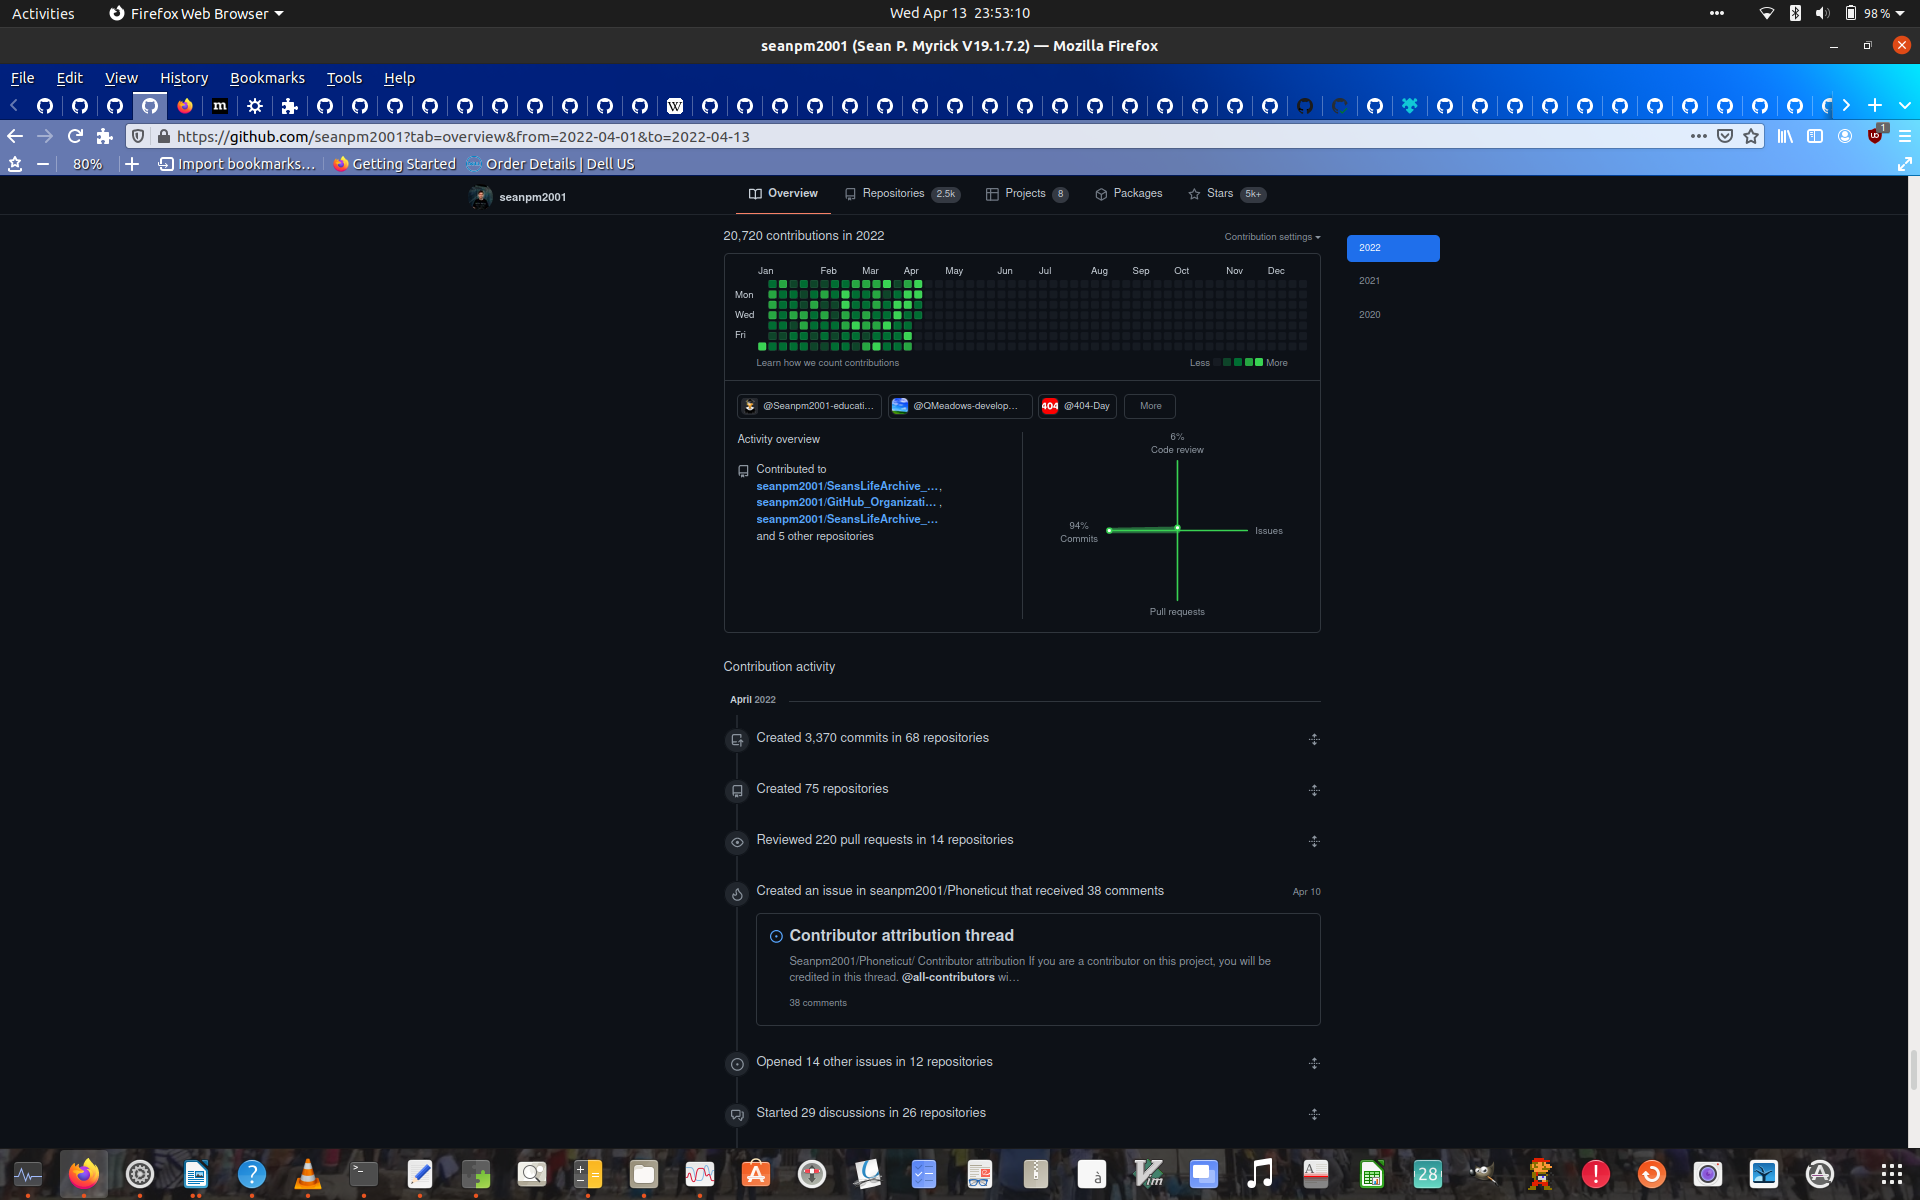 Activities
Firefox Web Browser
Wed Apr 13 23:53:10
98 %
seanpm2001 (Sean P. Myrick V19.1.7.2) — Mozilla Firefox
File Edit View History Bookmarks Tools Help
https://github.com/seanpm2001?tab=overview&from=2022-04-01&to=2022-04-13
1
80%
Import bookmarks...
Getting Started
Order Details | Dell US
seanpm2001
Overview
Repositories 2.5k
Projects 8
Packages
Stars 5k+
20,720 contributions in 2022
Contribution settings
2022
2021
2020
Jan Feb Mar Apr May Jun Jul Aug Sep Oct Nov Dec
Mon
Wed
Fri
Learn how we count contributions
Less More
@Seanpm2001-educati...
@QMeadows-develop...
404 @404-Day
More
Activity overview
Contributed to
seanpm2001/SeansLifeArchive_...,
seanpm2001/GitHub_Organizati... ,
seanpm2001/SeansLifeArchive_...
and 5 other repositories
6%
Code review
94%
Commits
Issues
Pull requests
Contribution activity
April 2022
Created 3,370 commits in 68 repositories
Created 75 repositories
Reviewed 220 pull requests in 14 repositories
Created an issue in seanpm2001/Phoneticut that received 38 comments
Apr 10
Contributor attribution thread
Seanpm2001/Phoneticut/ Contributor attribution If you are a contributor on this project, you will be
credited in this thread. @all-contributors wi...
38 comments
Opened 14 other issues in 12 repositories
Started 29 discussions in 26 repositories
28